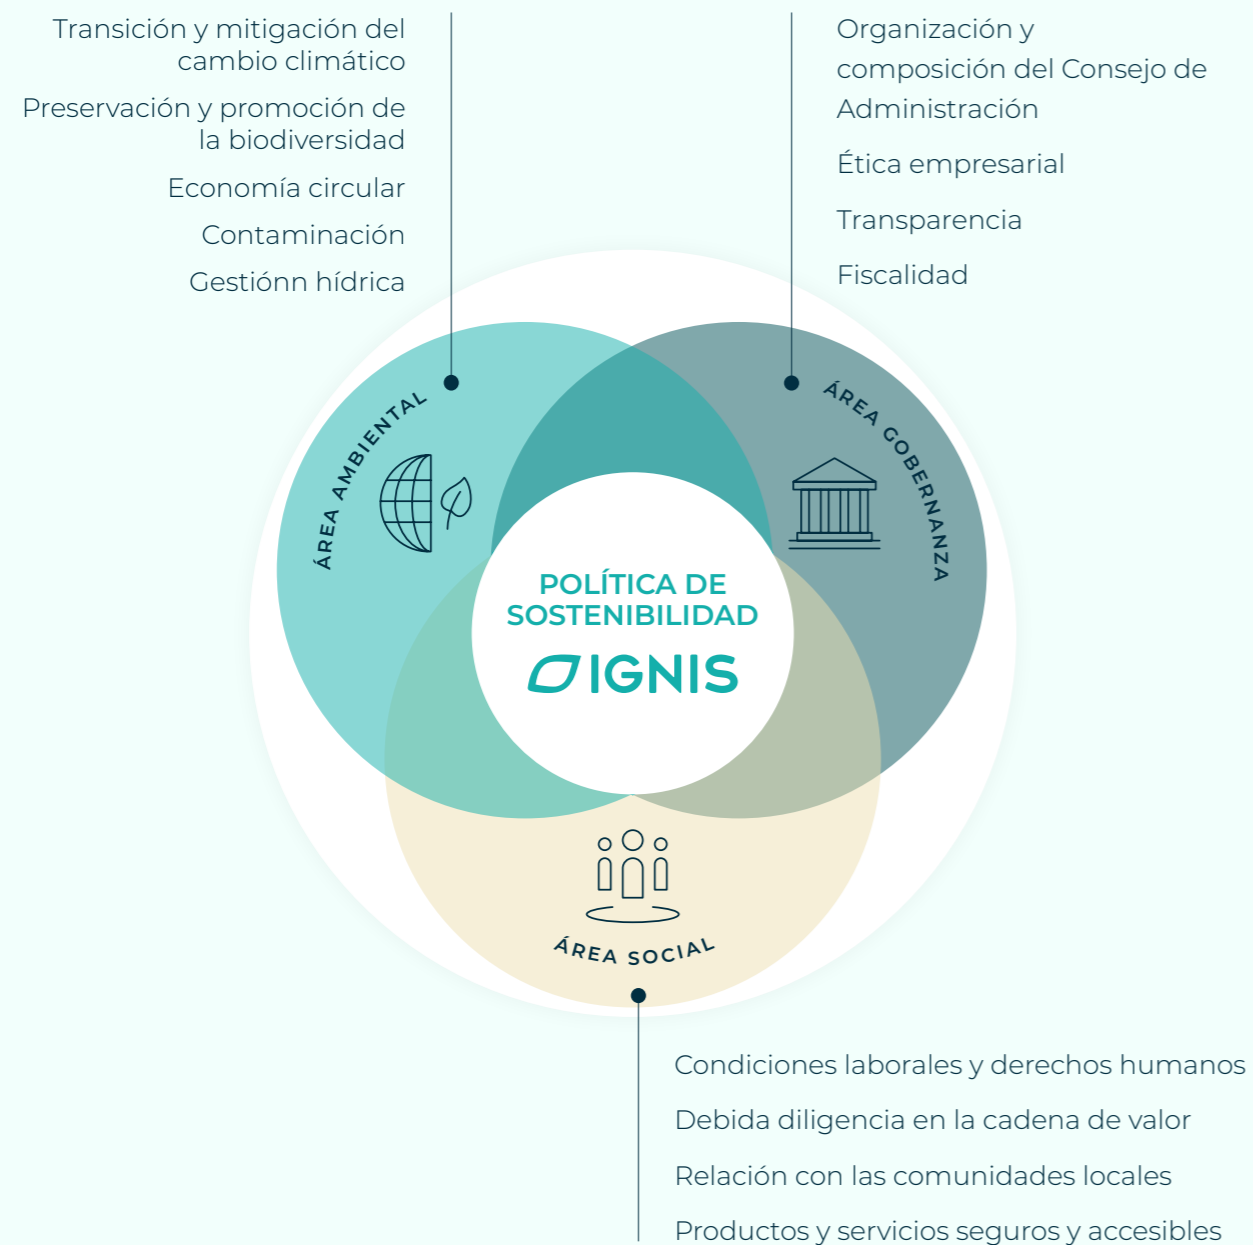 Transición y mitigación del
cambio climático
Preservación y promoción de
la biodiversidad
Economía circular
Contaminación
Gestiónn hídrica
Organización y
composición del Consejo de
Administración
Ética empresarial
Transparencia
Fiscalidad
ÁREA AMBIENTAL
ÁREA GOBERNANZA
POLÍTICA DE
SOSTENIBILIDAD
IGNIS
ÁREA SOCIAL
Condiciones laborales y derechos humanos
Debida diligencia en la cadena de valor
Relación con las comunidades locales
Productos y servicios seguros y accesibles